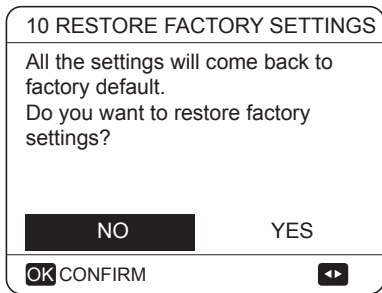 10 RESTORE FACTORY SETTINGS
All the settings will come back to
factory default.
Do you want to restore factory
settings?
NO YES
OK CONFIRM